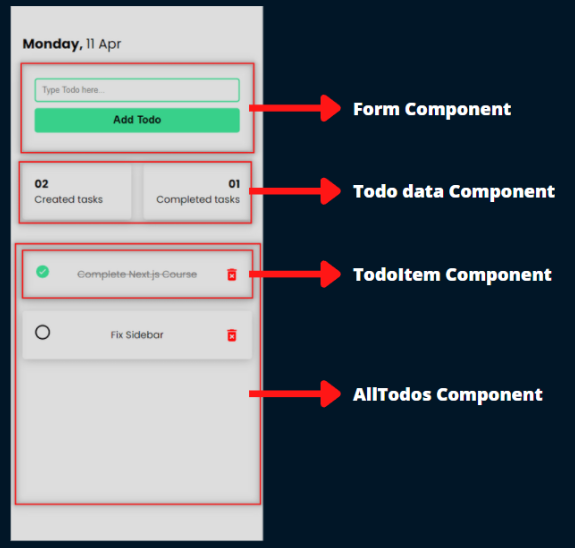 Monday, 11 Apr
Type Todo here...
Add Todo
Form Component
02
Created tasks
01
Completed tasks
Todo data Component
Complete Next.js Course
TodoItem Component
Fix Sidebar
AllTodos Component